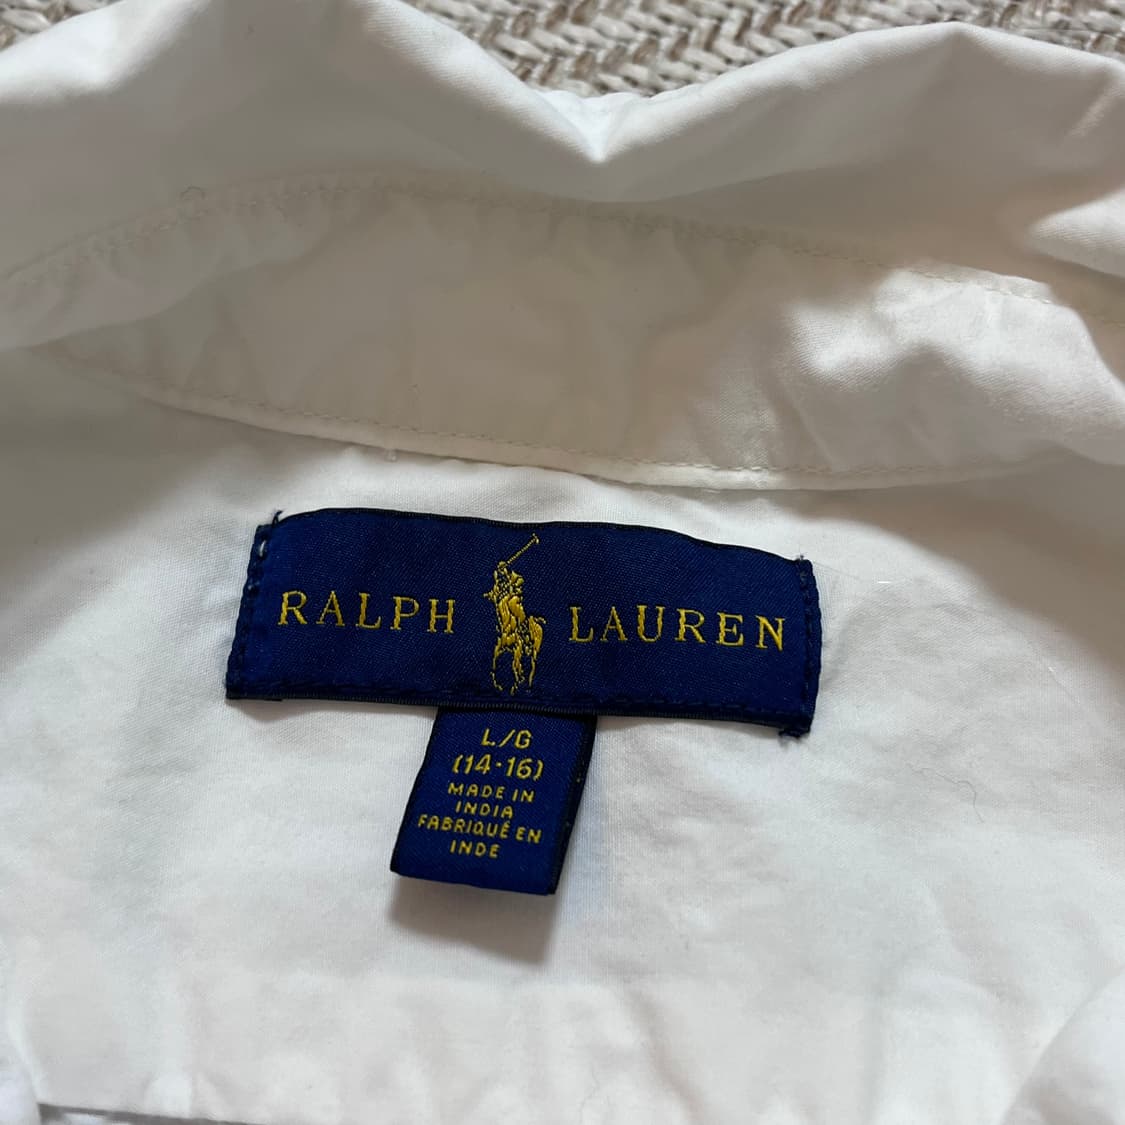 RALPH LAUREN
L/G
(14-16)
MADE IN
INDIA
FABRIQUÉ EN
INDE